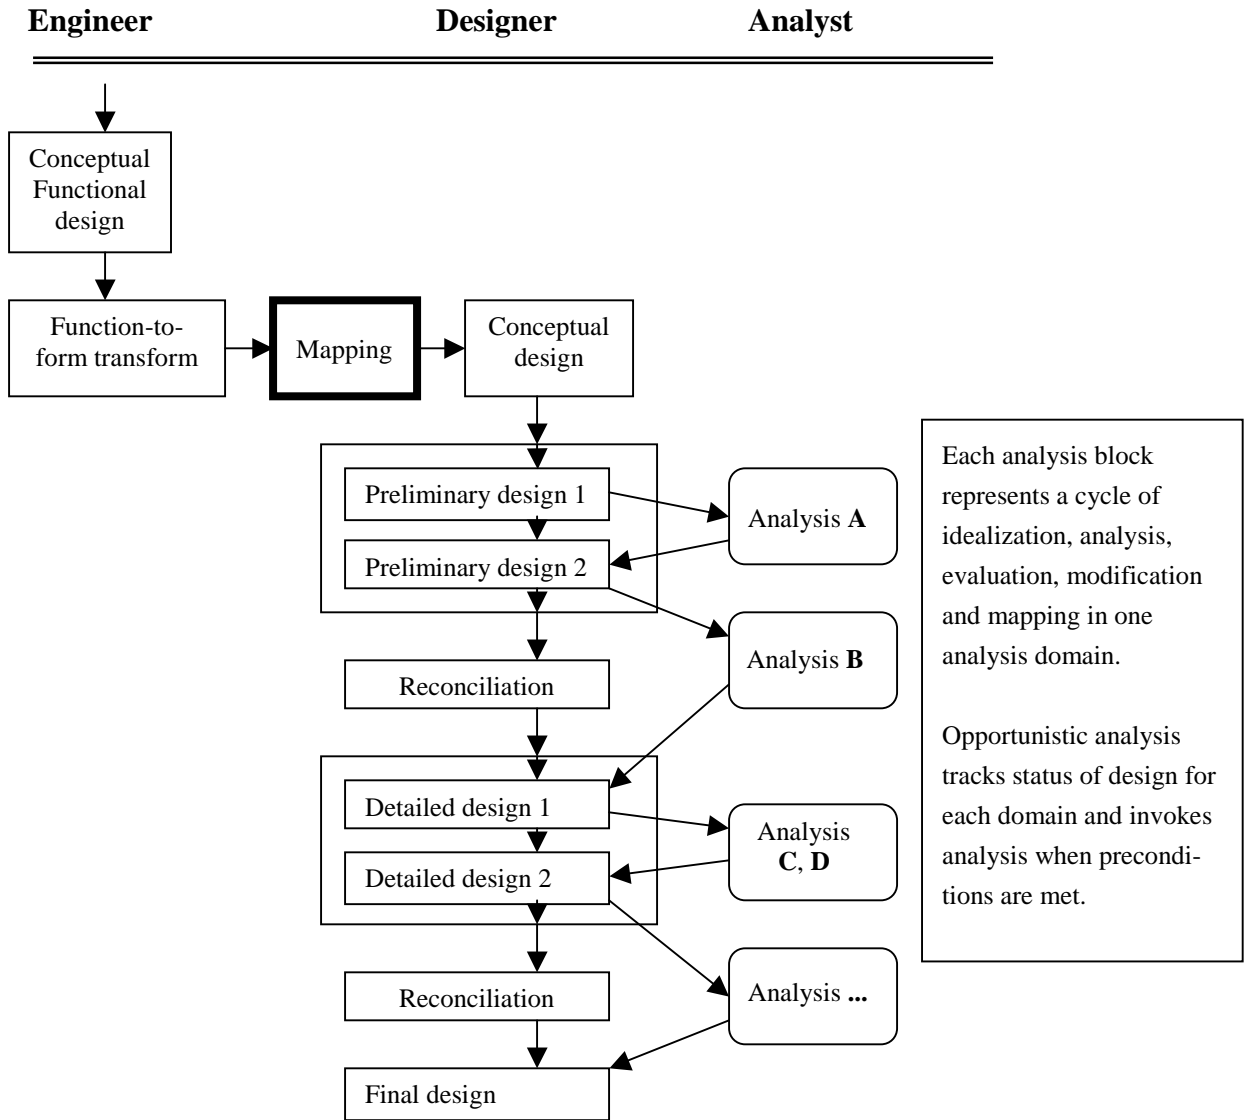 Engineer
Designer
Analyst
Conceptual
Functional
design
Function-to-
form transform
Mapping
Conceptual
design
Preliminary design 1
Preliminary design 2
Analysis A
Analysis B
Reconciliation
Detailed design 1
Detailed design 2
Analysis
C, D
Reconciliation
Analysis ...
Final design
Each analysis block
represents a cycle of
idealization, analysis,
evaluation, modification
and mapping in one
analysis domain.
Opportunistic analysis
tracks status of design for
each domain and invokes
analysis when precondi-
tions are met.